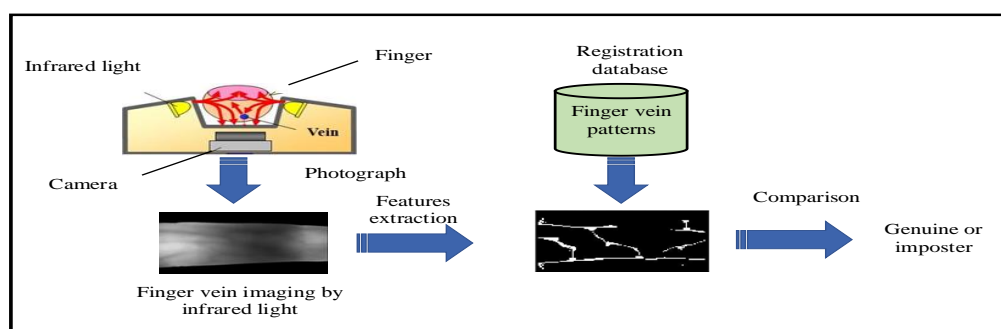 Infrared light
Finger
Vein
Camera
Photograph
Finger vein imaging by
infrared light
Features
extraction
Registration
database
Finger vein
patterns
Comparison
Genuine or
imposter